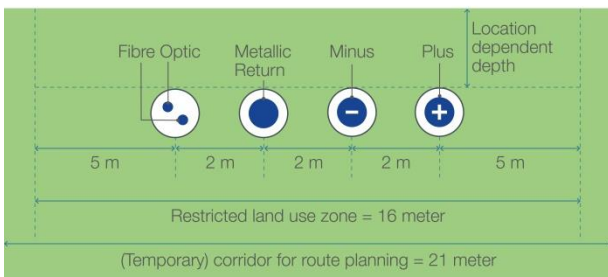 Location
dependent
depth
Fibre Optic
Metallic
Return
Minus
Plus
−
+
5 m
2 m
2 m
2 m
5 m
Restricted land use zone = 16 meter
(Temporary) corridor for route planning = 21 meter